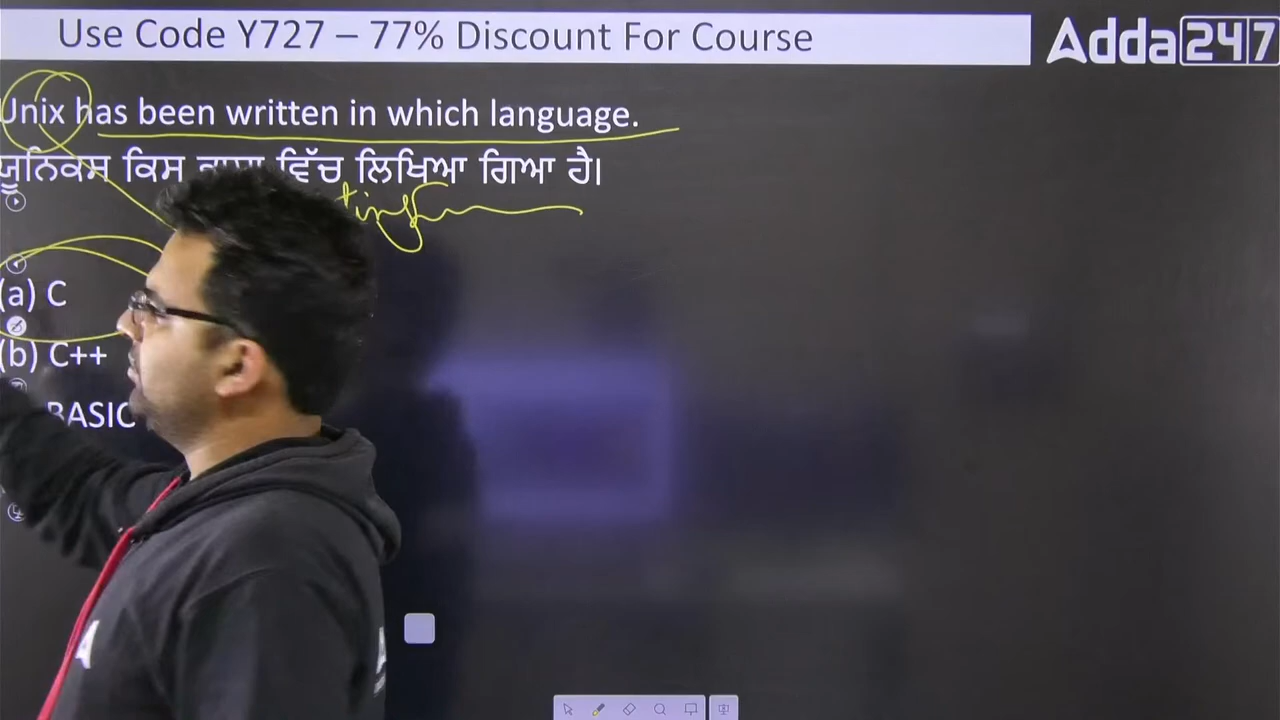 Use Code Y727 – 77% Discount For Course
Adda247
Unix has been written in which language.
ਯੂਨਿਕਸ ਕਿਸ ਭਾਸ਼ਾ ਵਿੱਚ ਲਿਖਿਆ ਗਿਆ ਹੈ।
(a) C
(b) C++
BASIC
A